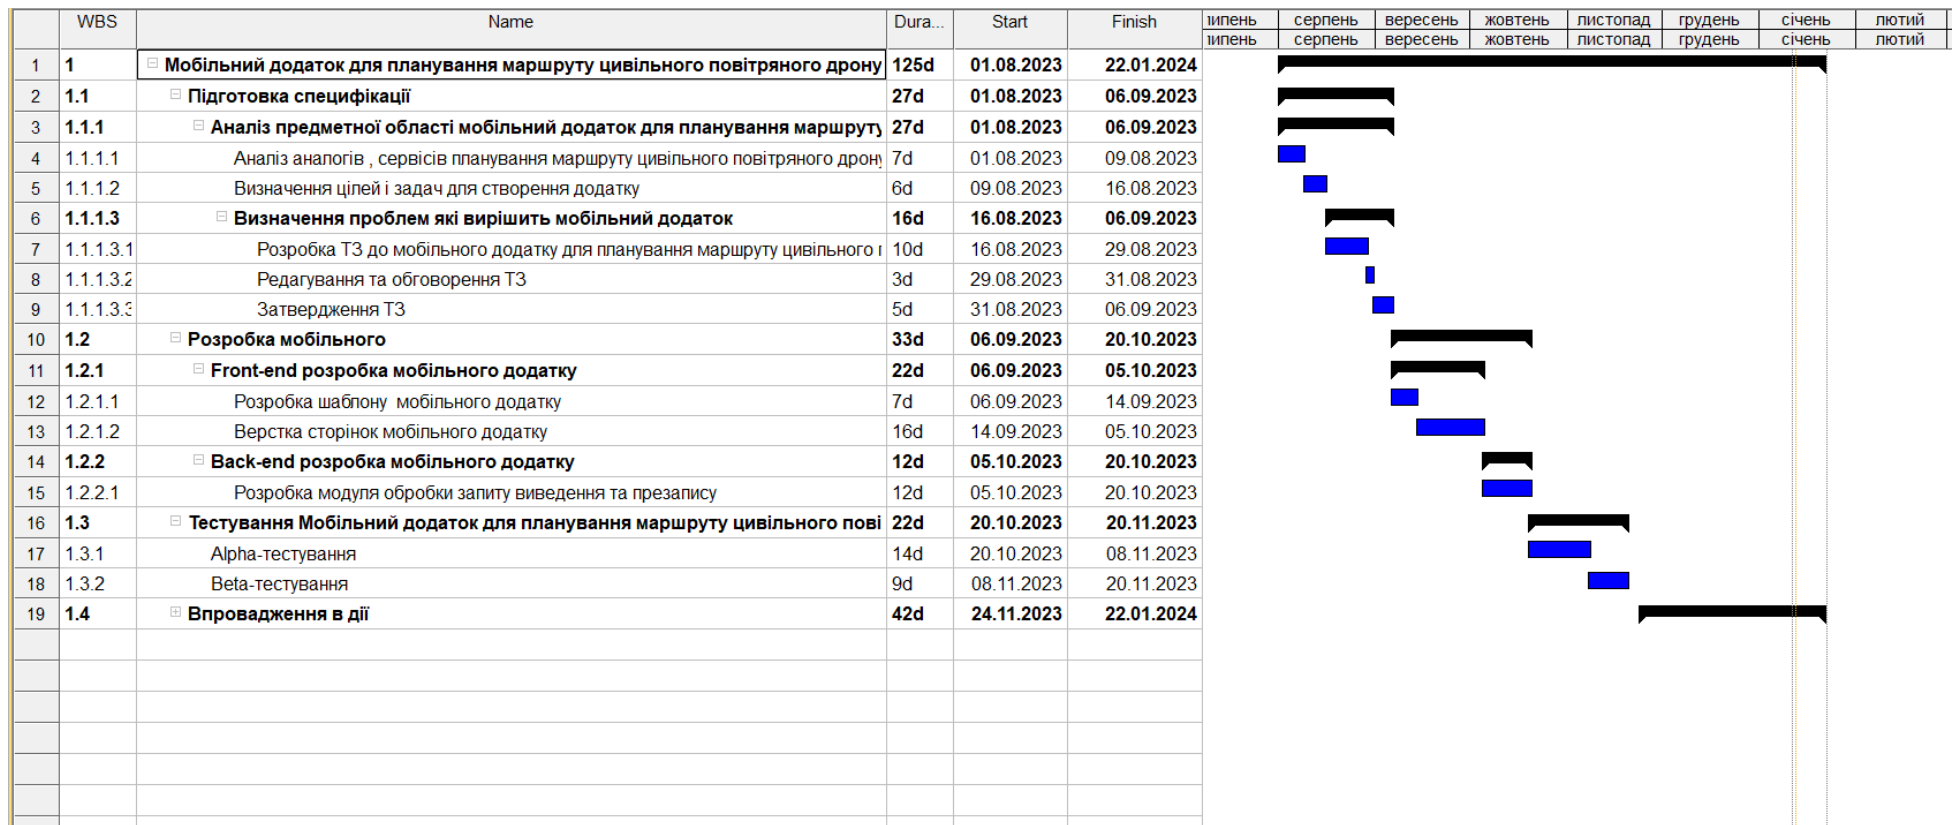 WBS Name Dura... Start Finish ипень серпень вересень жовтень листопад грудень січень лютий
ипень серпень вересень жовтень листопад грудень січень лютий
1 1 Мобільний додаток для планування маршруту цивільного повітряного дрону 125d 01.08.2023 22.01.2024
2 1.1 Підготовка специфікації 27d 01.08.2023 06.09.2023
3 1.1.1 Аналіз предметної області мобільний додаток для планування маршруту 27d 01.08.2023 06.09.2023
4 1.1.1.1 Аналіз аналогів , сервісів планування маршруту цивільного повітряного дрону 7d 01.08.2023 09.08.2023
5 1.1.1.2 Визначення цілей і задач для створення додатку 6d 09.08.2023 16.08.2023
6 1.1.1.3 Визначення проблем які вирішить мобільний додаток 16d 16.08.2023 06.09.2023
7 1.1.1.3.1 Розробка ТЗ до мобільного додатку для планування маршруту цивільного 10d 16.08.2023 29.08.2023
8 1.1.1.3.2 Редагування та обговорення ТЗ 3d 29.08.2023 31.08.2023
9 1.1.1.3.3 Затвердження ТЗ 5d 31.08.2023 06.09.2023
10 1.2 Розробка мобільного 33d 06.09.2023 20.10.2023
11 1.2.1 Front-end розробка мобільного додатку 22d 06.09.2023 05.10.2023
12 1.2.1.1 Розробка шаблону мобільного додатку 7d 06.09.2023 14.09.2023
13 1.2.1.2 Верстка сторінок мобільного додатку 16d 14.09.2023 05.10.2023
14 1.2.2 Back-end розробка мобільного додатку 12d 05.10.2023 20.10.2023
15 1.2.2.1 Розробка модуля обробки запиту виведення та презапису 12d 05.10.2023 20.10.2023
16 1.3 Тестування Мобільний додаток для планування маршруту цивільного пові 22d 20.10.2023 20.11.2023
17 1.3.1 Alpha-тестування 14d 20.10.2023 08.11.2023
18 1.3.2 Beta-тестування 9d 08.11.2023 20.11.2023
19 1.4 Впровадження в дії 42d 24.11.2023 22.01.2024